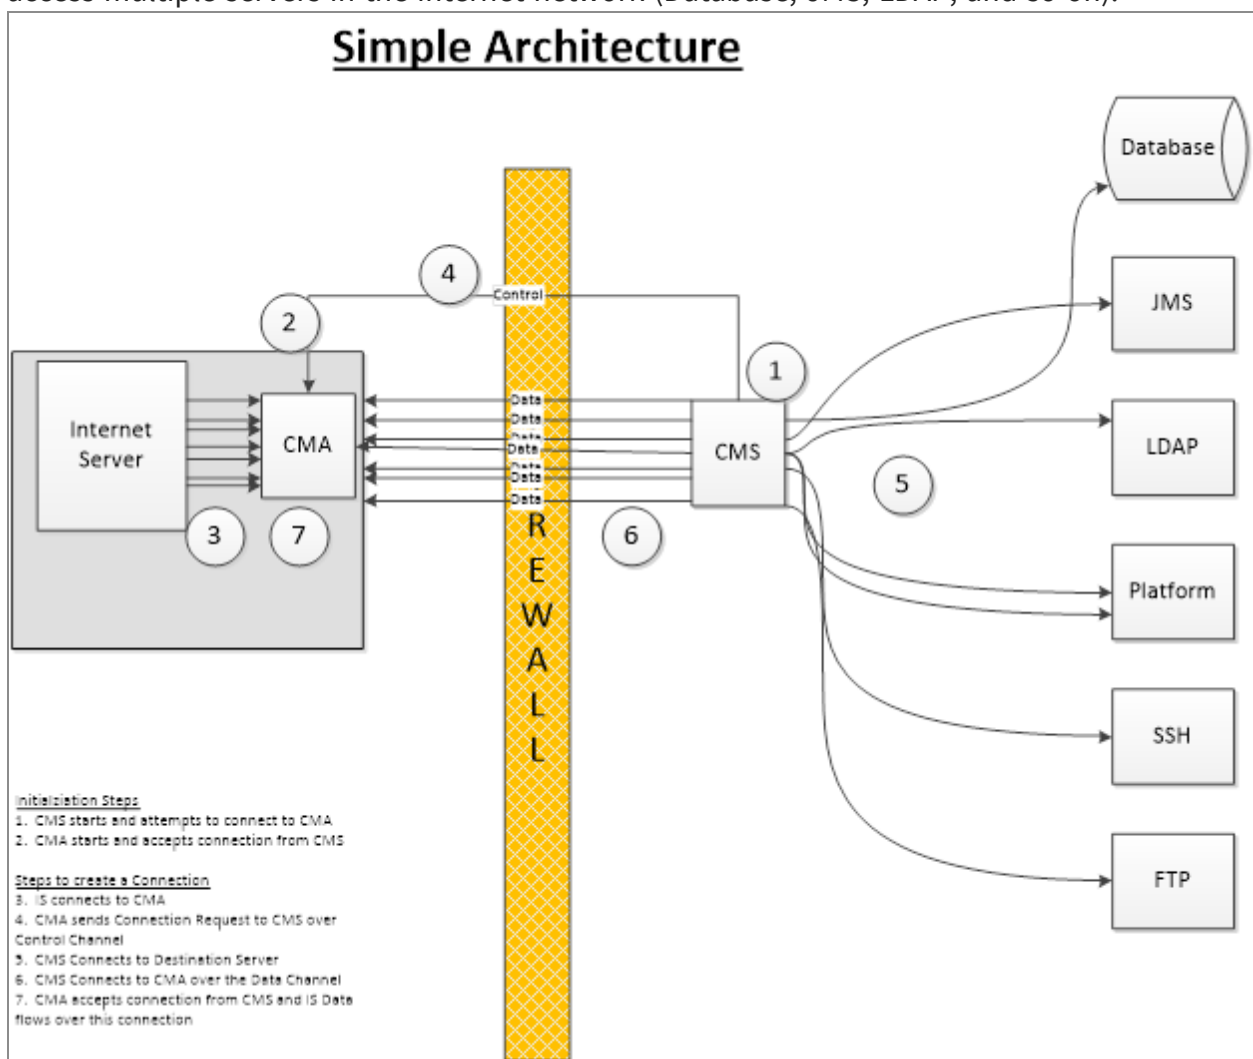 access multiple servers in the internet network (Database, JMS, LDAP, and so on).
Simple Architecture
Database
4
Control
JMS
2
1
Internet
Server
CMA
Data
Data
Data
Data
Data
Data
Data
CMS
LDAP
5
3
7
6
R
E
W
A
L
L
Platform
SSH
FTP
Initialziation Steps
1. CMS starts and attempts to connect to CMA
2. CMA starts and accepts connection from CMS
Steps to create a Connection
3. IS connects to CMA
4. CMA sends Connection Request to CMS over
Control Channel
5. CMS Connects to Destination Server
6. CMS Connects to CMA over the Data Channel
7. CMA accepts connection from CMS and IS Data
flows over this connection